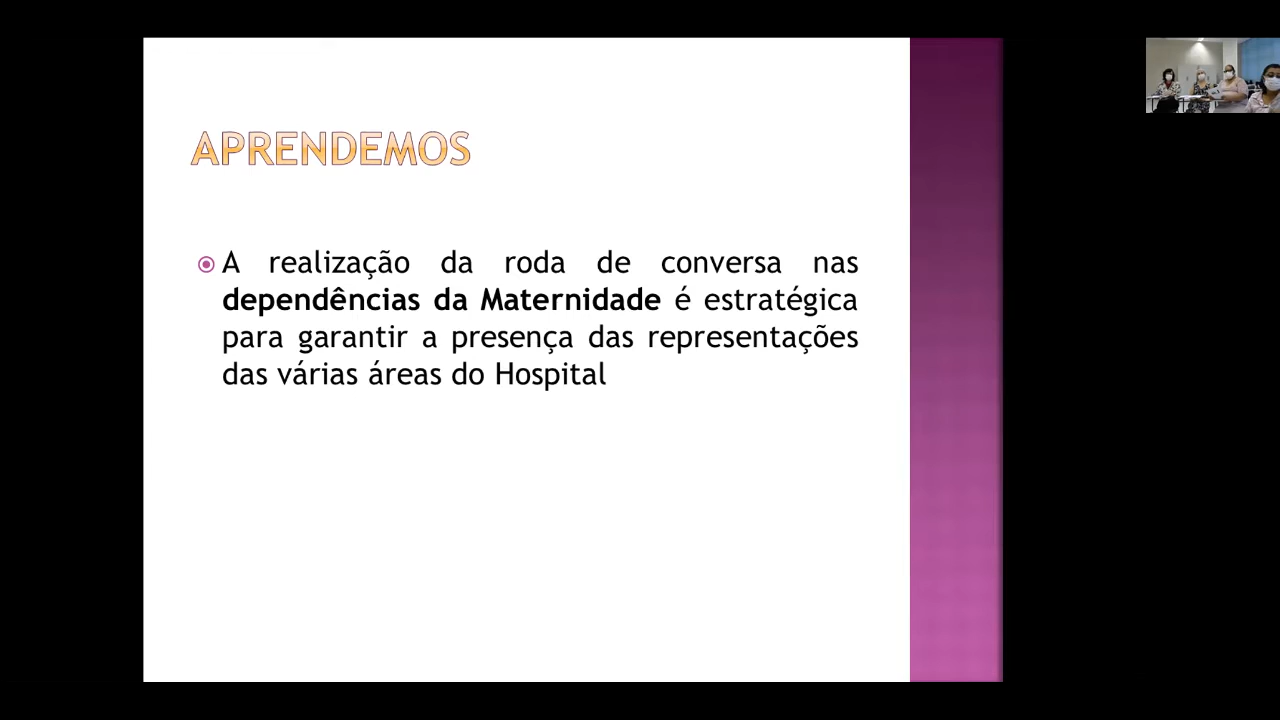 APRENDEMOS
A realização da roda de conversa nas
dependências da Maternidade é estratégica
para garantir a presença das representações
das várias áreas do Hospital